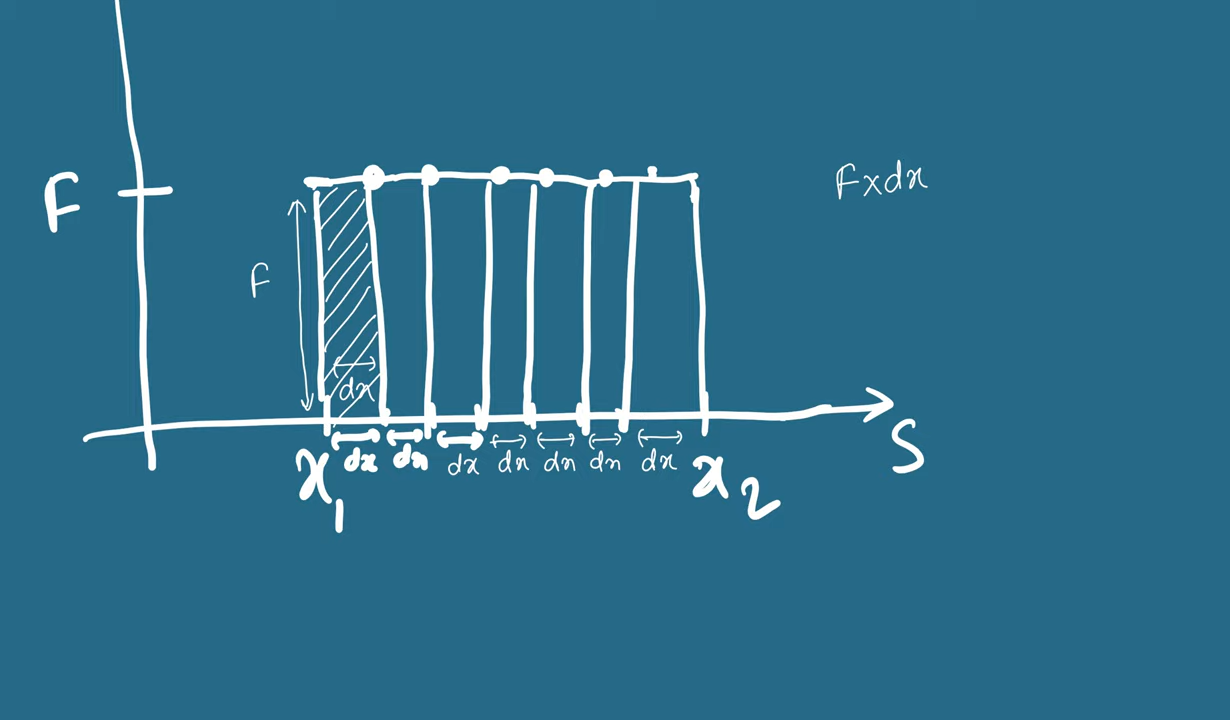 F
F x dx
F
dx
S
dx dx dx dx dx dx dx
x1
x2